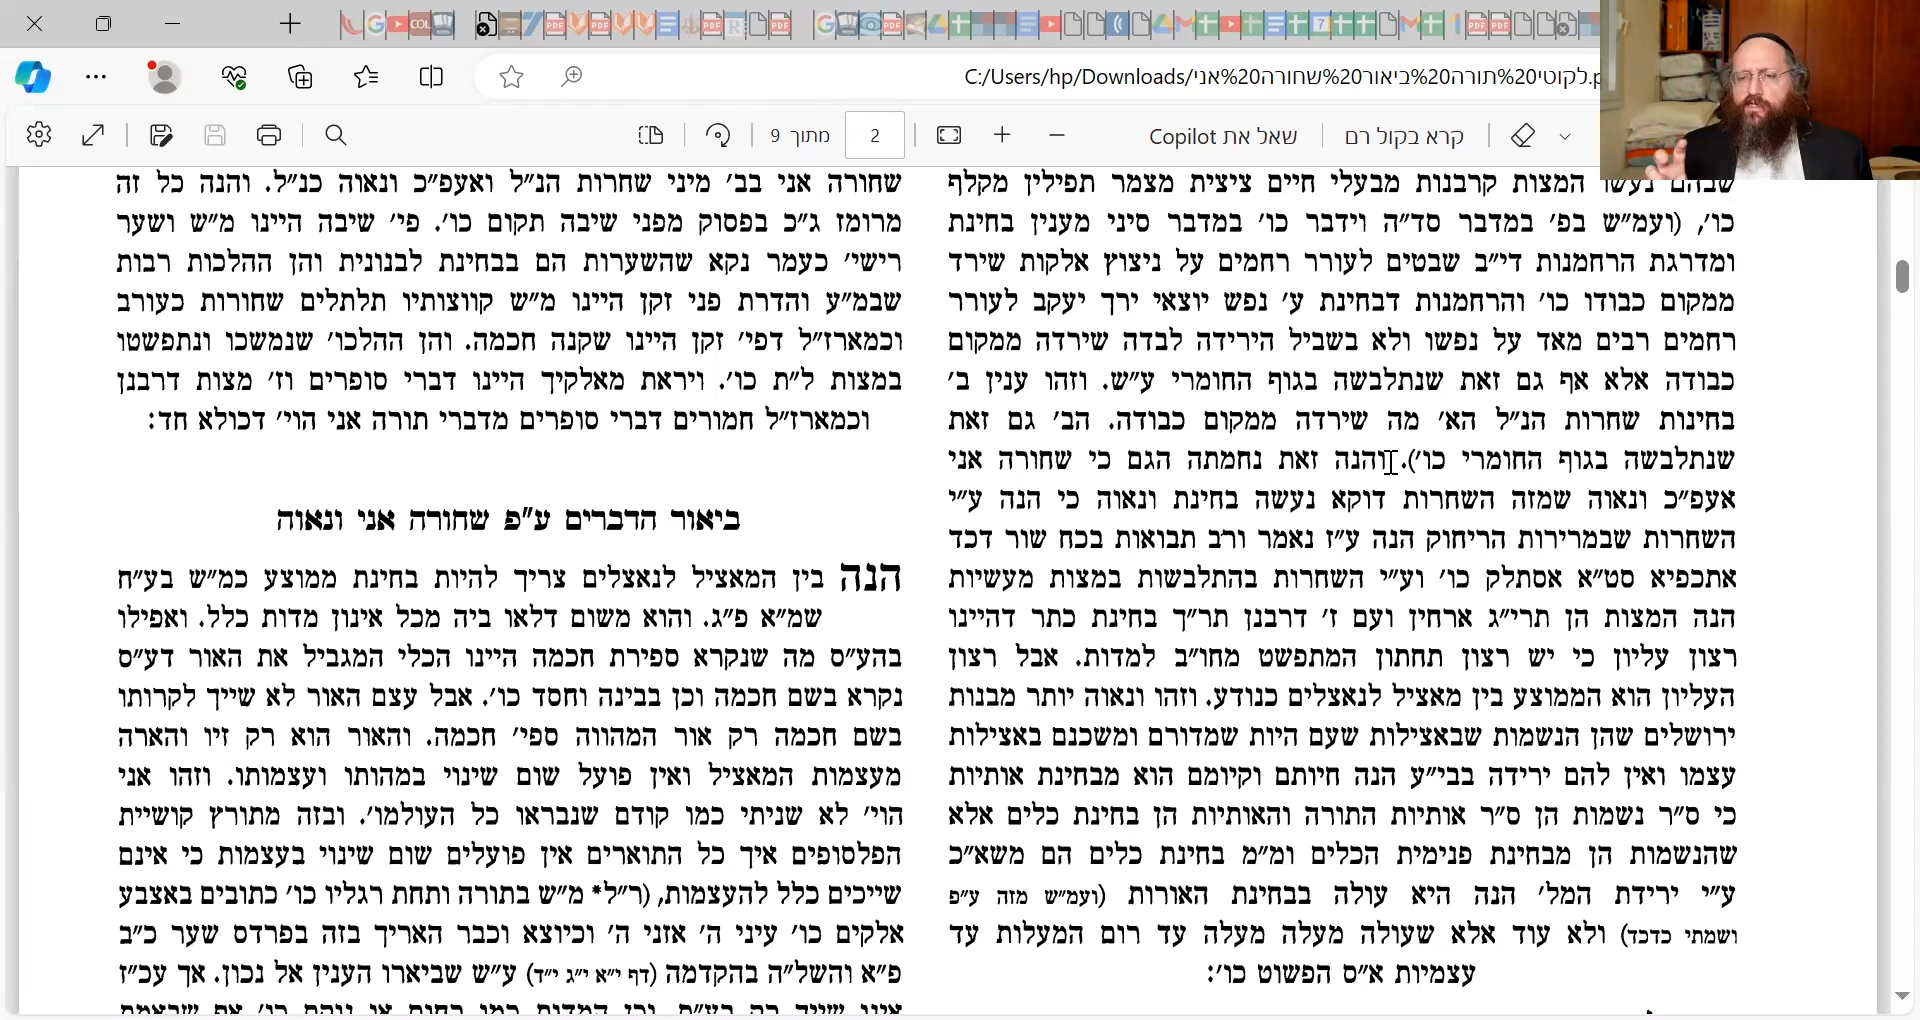 C:/Users/hp/Downloads/לקוטי%20תורה%20ביאור%20שחורה%20אני.p
קרא בקול רם
שאל את Copilot
2
מתוך 9
שבהם נעשו המצות קרבנות מבעלי חיים ציצית מצמר תפילין מקלף
כו׳, (ועמ״ש בפ׳ במדבר סד״ה וידבר כו׳ במדבר סיני מענין בחינת
ומדרגת הרחמנות די״ב שבטים לעורר רחמים על ניצוץ אלקות שירד
ממקום כבודו כו׳ והרחמנות דבחינת ע׳ נפש יוצאי ירך יעקב לעורר
רחמים רבים מאד על נפשו ולא בשביל הירידה לבדה שירדה ממקום
כבודה אלא אף גם זאת שנתלבשה בגוף החומרי ע״ש. וזהו ענין ב׳
בחינות שחרות הנ״ל הא׳ מה שירדה ממקום כבודה. הב׳ גם זאת
שנתלבשה בגוף החומרי כו׳). והנה זאת נחמתה הגם כי שחורה אני
אעפ״כ ונאוה שמזה השחרות דוקא נעשה בחינת ונאוה כי הנה ע״י
השחרות שבמרירות הריחוק הנה ע״ז נאמר ורב תבואות בכח שור דכד
אתכפיא סט״א אסתלק כו׳ וע״י השחרות בהתלבשות במצות מעשיות
הנה המצות הן תרי״ג ארחין ועם ז׳ דרבנן תר״ך בחינת כתר דהיינו
רצון עליון כי יש רצון תחתון המתפשט מחו״ב למדות. אבל רצון
העליון הוא הממוצע בין מאציל לנאצלים כנודע. וזהו ונאוה יותר מבנות
ירושלים שהן הנשמות שבאצילות שעם היות שמדורם ומשכנם באצילות
עצמו ואין להם ירידה בבי״ע הנה חיותם וקיומם הוא מבחינת אותיות
כי ס״ר נשמות הן ס״ר אותיות התורה והאותיות הן בחינת כלים אלא
שהנשמות הן מבחינת פנימית הכלים ומ״מ בחינת כלים הם משא״כ
ע״י ירידת המל׳ הנה היא עולה בבחינת האורות (ועמ״ש מזה ע״פ
ושמתי כדכד) ולא עוד אלא שעולה מעלה מעלה עד רום המעלות עד
עצמיות א״ס הפשוט כו׳:
שחורה אני בב׳ מיני שחרות הנ״ל ואעפ״כ ונאוה כנ״ל. והנה כל זה
מרומז ג״כ בפסוק מפני שיבה תקום כו׳. פי׳ שיבה היינו מ״ש ושער
רישי׳ כעמר נקא שהשערות הם בבחינת לבנונית והן ההלכות רבות
שבמ״ע והדרת פני זקן היינו מ״ש קווצותיו תלתלים שחורות כעורב
וכמארז״ל דפי׳ זקן היינו שקנה חכמה. והן ההלכו׳ שנמשכו ונתפשטו
במצות ל״ת כו׳. ויראת מאלקיך היינו דברי סופרים וז׳ מצות דרבנן
וכמארז״ל חמורים דברי סופרים מדברי תורה אני הוי׳ דכולא חד:
ביאור הדברים ע״פ שחורה אני ונאוה
הנה בין המאציל לנאצלים צריך להיות בחינת ממוצע כמ״ש בע״ח
שמ״א פ״ג. והוא משום דלאו ביה מכל אינון מדות כלל. ואפילו
בהע״ס מה שנקרא ספירת חכמה היינו הכלי המגביל את האור דע״ס
נקרא בשם חכמה וכן בבינה וחסד כו׳. אבל עצם האור לא שייך לקרותו
בשם חכמה רק אור המהווה ספי׳ חכמה. והאור הוא רק זיו והארה
מעצמות המאציל ואין פועל שום שינוי במהותו ועצמותו. וזהו אני
הוי׳ לא שניתי כמו קודם שנבראו כל העולמו׳. ובזה מתורץ קושיית
הפלסופים איך כל התוארים אין פועלים שום שינוי בעצמות כי אינם
שייכים כלל להעצמות, (ר״ל* מ״ש בתורה ותחת רגליו כו׳ כתובים באצבע
אלקים כו׳ עיני ה׳ אזני ה׳ וכיוצא וכבר האריך בזה בפרדס שער כ״ב
פ״א והשל״ה בהקדמה (דף י״א י״ג י״ד) ע״ש שביארו הענין אל נכון. אך עכ״ז